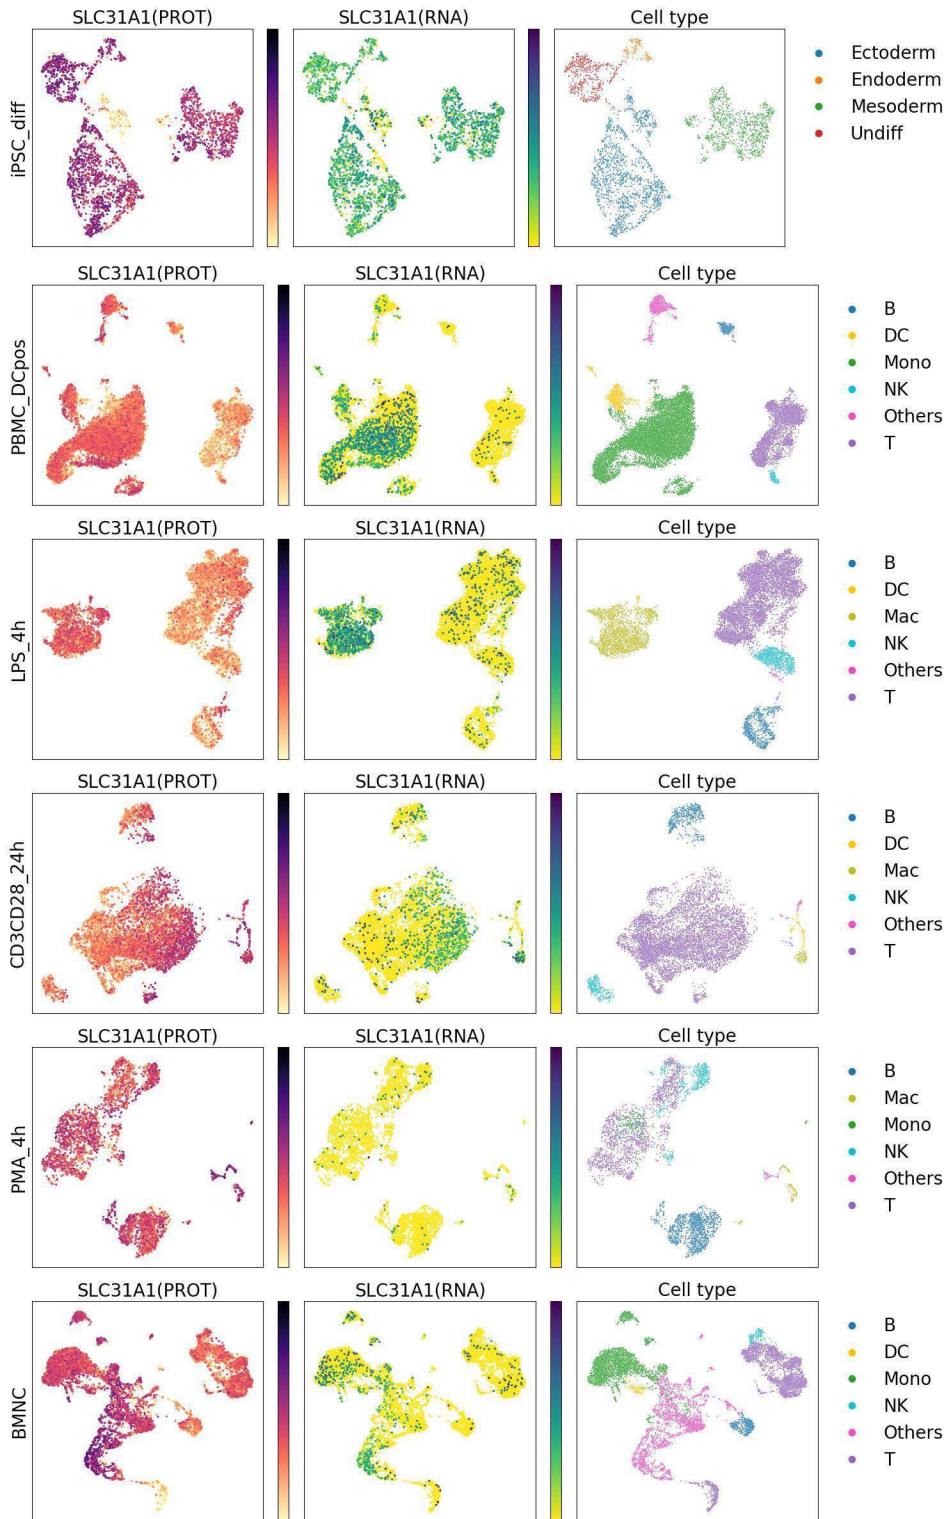 SLC31A1(PROT) SLC31A1(RNA) Cell type
iPSC_diff
Ectoderm
Endoderm
Mesoderm
Undiff
SLC31A1(PROT) SLC31A1(RNA) Cell type
PBMC_DCpos
B
DC
Mono
NK
Others
T
SLC31A1(PROT) SLC31A1(RNA) Cell type
LPS_4h
B
DC
Mac
NK
Others
T
SLC31A1(PROT) SLC31A1(RNA) Cell type
CD3CD28_24h
B
DC
Mac
NK
Others
T
SLC31A1(PROT) SLC31A1(RNA) Cell type
PMA_4h
B
Mac
Mono
NK
Others
T
SLC31A1(PROT) SLC31A1(RNA) Cell type
BMNC
B
DC
Mono
NK
Others
T